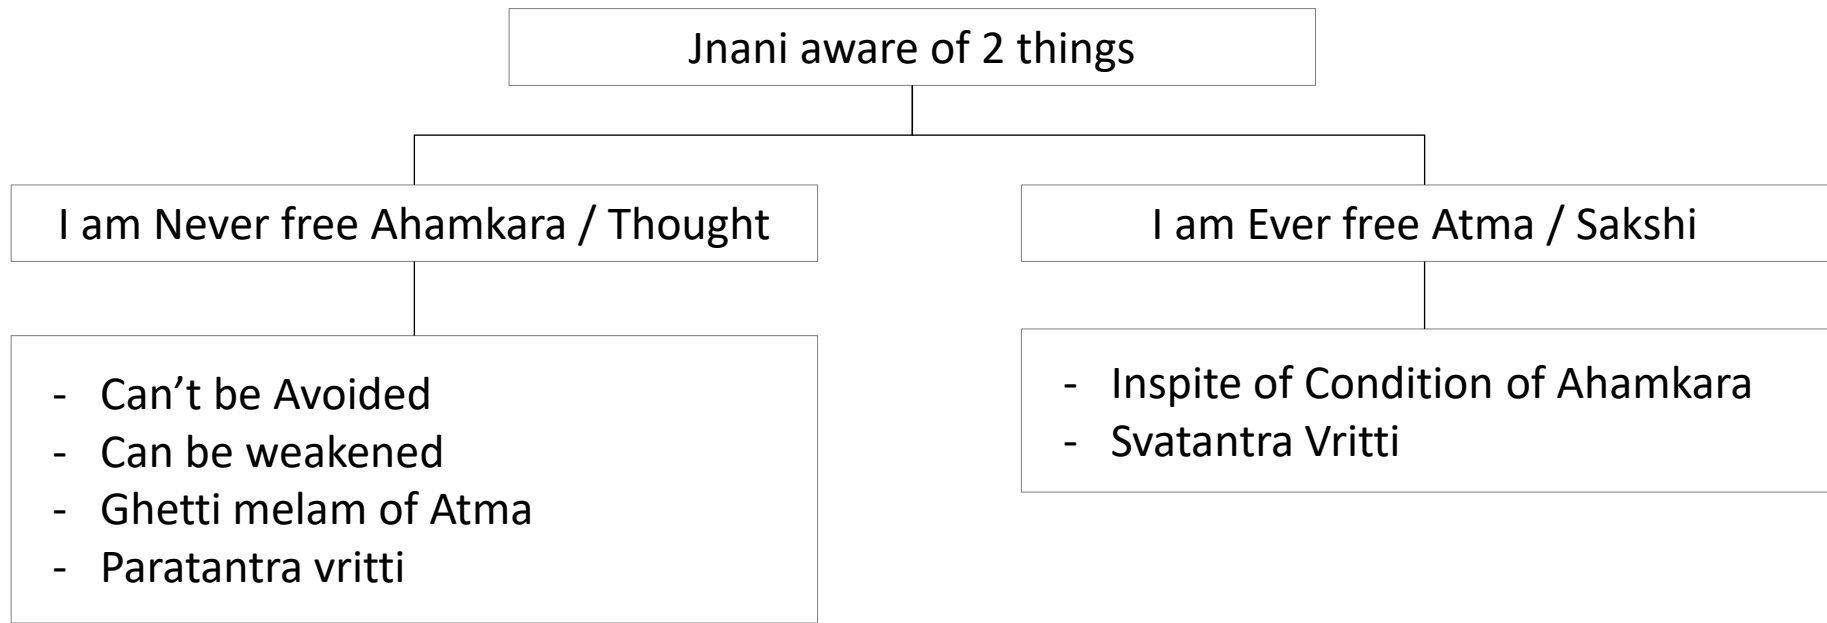 Jnani aware of 2 things
I am Never free Ahamkara / Thought
I am Ever free Atma / Sakshi
- Can’t be Avoided
- Can be weakened
- Ghetti melam of Atma
- Paratantra vritti
- Inspite of Condition of Ahamkara
- Svatantra Vritti